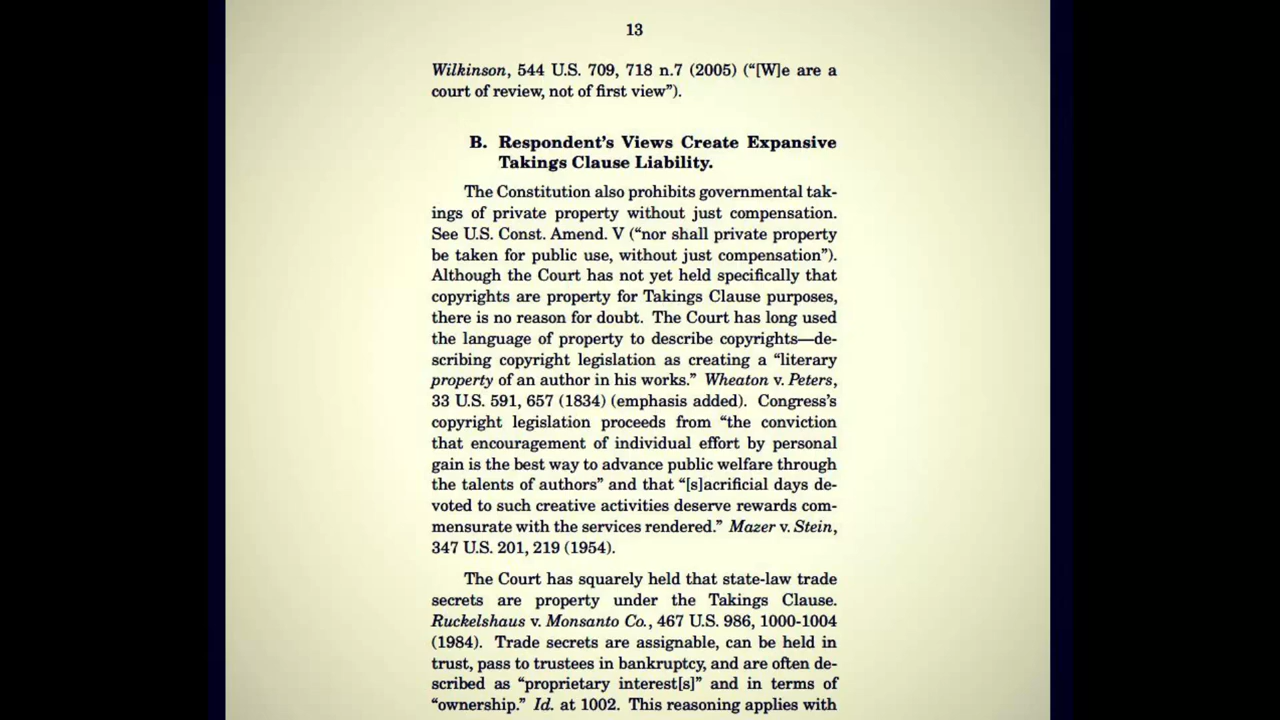 13
Wilkinson, 544 U.S. 709, 718 n.7 (2005) (“[W]e are a
court of review, not of first view”).
B. Respondent’s Views Create Expansive
Takings Clause Liability.
The Constitution also prohibits governmental tak-
ings of private property without just compensation.
See U.S. Const. Amend. V (“nor shall private property
be taken for public use, without just compensation”).
Although the Court has not yet held specifically that
copyrights are property for Takings Clause purposes,
there is no reason for doubt. The Court has long used
the language of property to describe copyrights—de-
scribing copyright legislation as creating a “literary
property of an author in his works.” Wheaton v. Peters,
33 U.S. 591, 657 (1834) (emphasis added). Congress’s
copyright legislation proceeds from “the conviction
that encouragement of individual effort by personal
gain is the best way to advance public welfare through
the talents of authors” and that “[s]acrificial days de-
voted to such creative activities deserve rewards com-
mensurate with the services rendered.” Mazer v. Stein,
347 U.S. 201, 219 (1954).
The Court has squarely held that state-law trade
secrets are property under the Takings Clause.
Ruckelshaus v. Monsanto Co., 467 U.S. 986, 1000-1004
(1984). Trade secrets are assignable, can be held in
trust, pass to trustees in bankruptcy, and are often de-
scribed as “proprietary interest[s]” and in terms of
“ownership.” Id. at 1002. This reasoning applies with